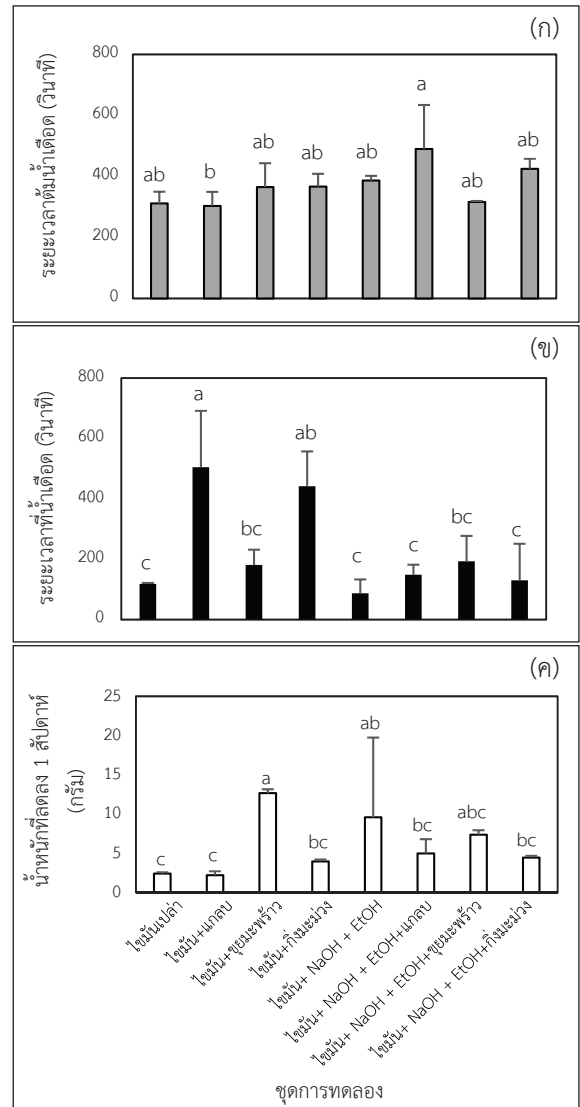 (ก)
ระยะเวลาต้มน้ำเดือด (วินาที)
800
600
400
200
0
ab
b
ab
ab
ab
a
ab
ab
(ข)
ระยะเวลาที่น้ำเดือด (วินาที)
800
600
400
200
0
c
a
bc
ab
c
c
bc
c
(ค)
น้ำหนักที่ลดลง 1 สัปดาห์
(กรัม)
25
20
15
10
5
0
c
c
a
bc
ab
bc
abc
bc
ไขมันเปล่า
ไขมัน+แกลบ
ไขมัน+ขุยมะพร้าว
ไขมัน+กิ่งมะม่วง
ไขมัน+ NaOH + EtOH
ไขมัน+ NaOH + EtOH+แกลบ
ไขมัน+ NaOH + EtOH+ขุยมะพร้าว
ไขมัน+ NaOH + EtOH+กิ่งมะม่วง
ชุดการทดลอง